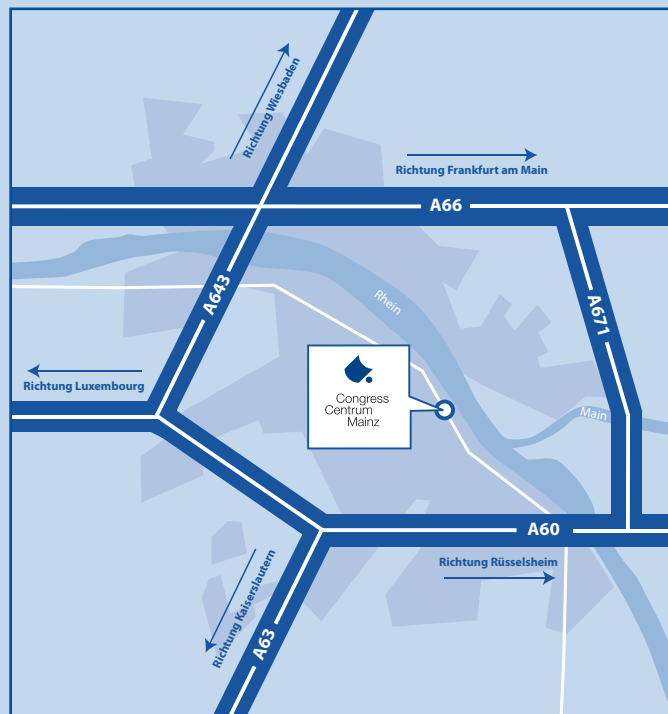 Richtung Wiesbaden
Richtung Frankfurt am Main
A66
A643
Rhein
A671
Richtung Luxembourg
Congress
Centrum
Mainz
Main
A60
Richtung Rüsselsheim
Richtung Kaiserslautern
A63